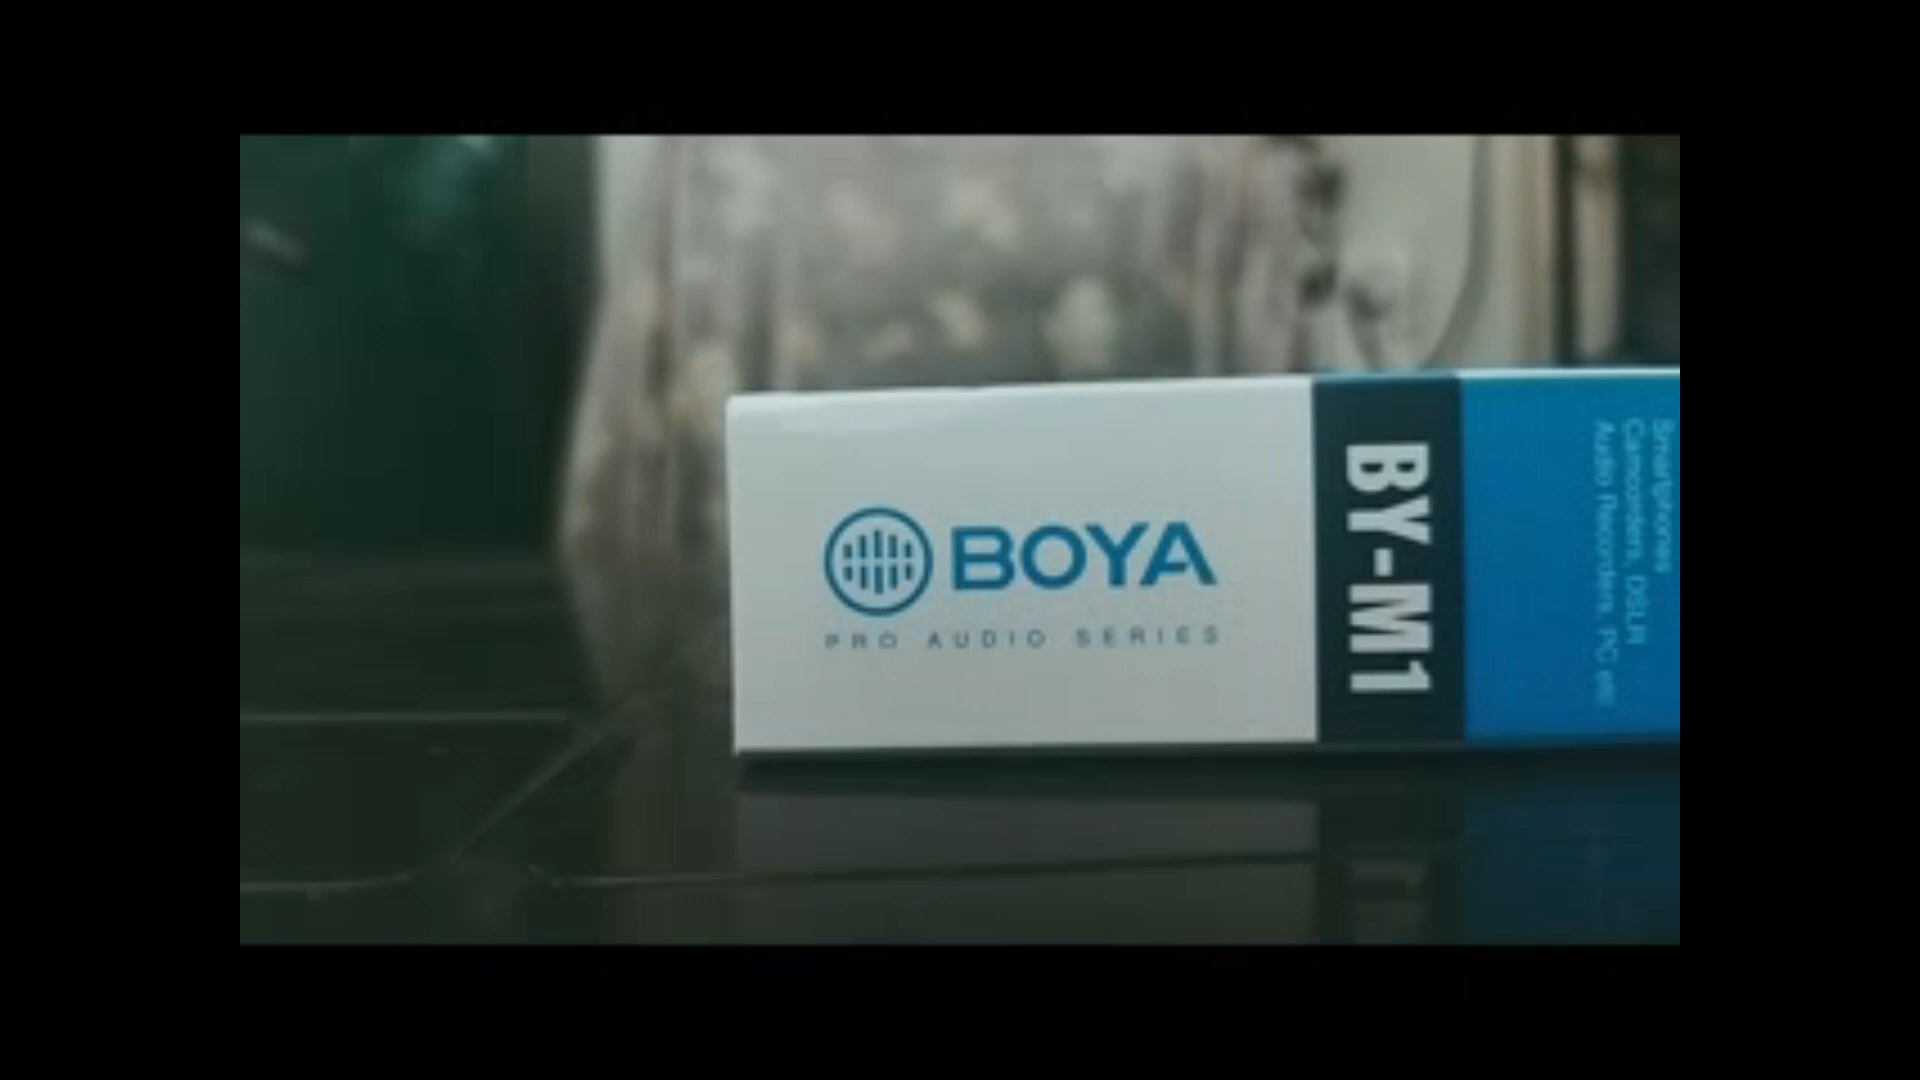 BOYA
PRO AUDIO SERIES
BY-M1
Smartphones
Camcorders, DSLR
Audio Recorders, PC etc